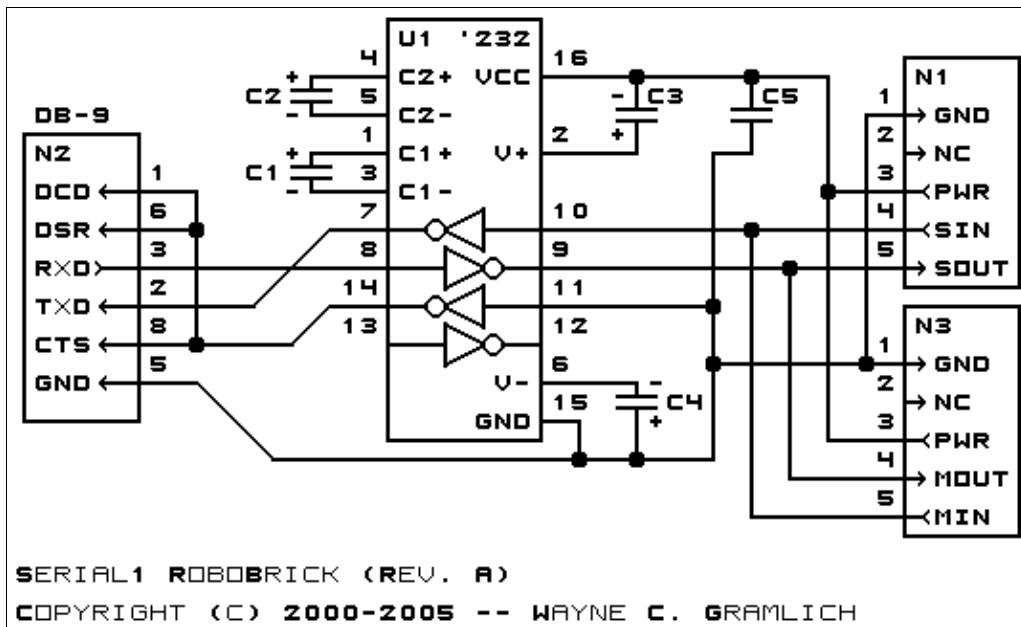 U1 '232
4
C2+ VCC
16
C2
+
-
5
C2-
1
C1+ V+
2
C1
+
-
3
C1-
-
C3
+
C5
DB-9
N2
DCD
1
DSR
6
RXD
3
TXD
2
CTS
8
GND
5
7
10
8
9
14
11
13
12
V-
6
GND
15
-
C4
+
N1
1
GND
2
NC
3
PWR
4
SIN
5
SOUT
N3
1
GND
2
NC
3
PWR
4
MOUT
5
MIN
SERIAL1 ROBOBRICK (REV. A)
COPYRIGHT (C) 2000-2005 -- WAYNE C. GRAMLICH